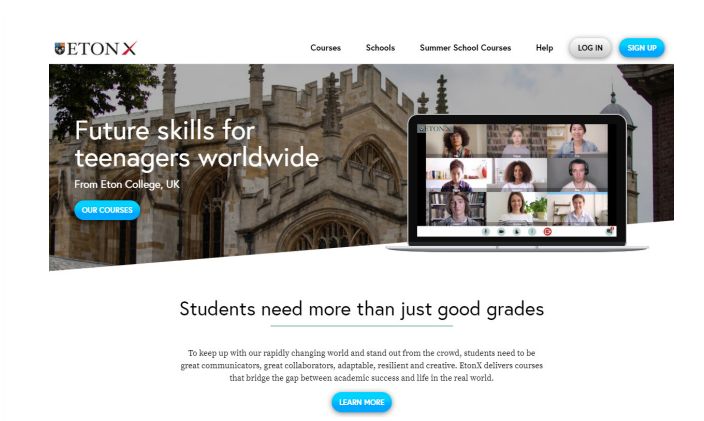 ETONX
Courses
Schools
Summer School Courses
Help
LOG IN
SIGN UP
Future skills for
teenagers worldwide
From Eton College, UK
OUR COURSES
ETONX
Students need more than just good grades
To keep up with our rapidly changing world and stand out from the crowd, students need to be
great communicators, great collaborators, adaptable, resilient and creative. EtonX delivers courses
that bridge the gap between academic success and life in the real world.
LEARN MORE